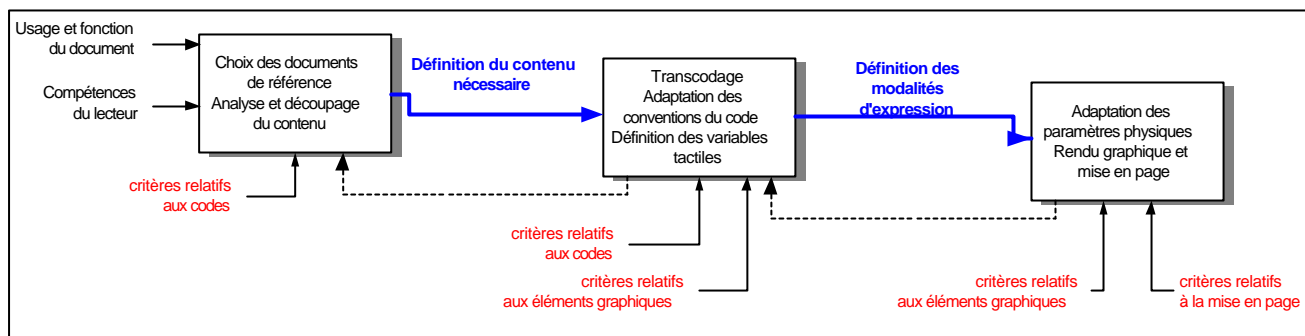 Usage et fonction
du document
Compétences
du lecteur
Choix des documents
de référence
Analyse et découpage
du contenu
critères relatifs
aux codes
Définition du contenu
nécessaire
Transcodage
Adaptation des
conventions du code
Définition des variables
tactiles
critères relatifs
aux codes
critères relatifs
aux éléments graphiques
Définition des
modalités
d'expression
Adaptation des
paramètres physiques
Rendu graphique et
mise en page
critères relatifs
aux éléments graphiques
critères relatifs
à la mise en page